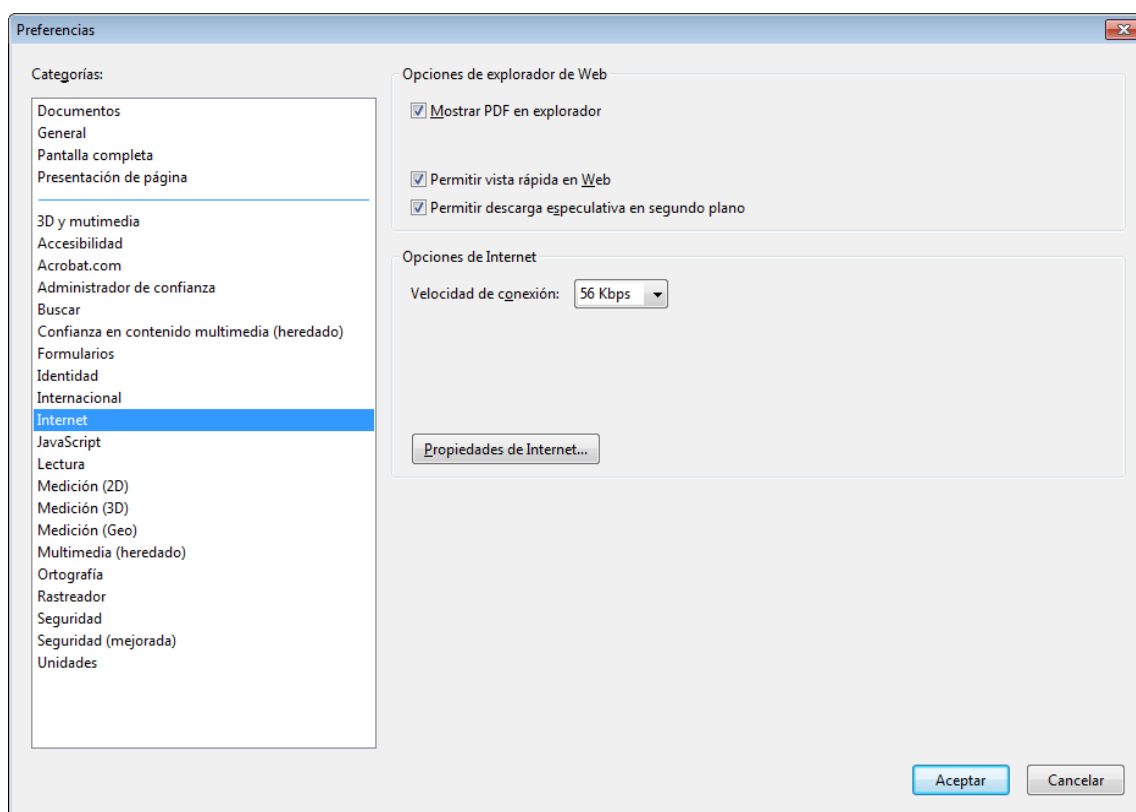 Preferencias
Categorías:
Documentos
General
Pantalla completa
Presentación de página
3D y mutimedia
Accesibilidad
Acrobat.com
Administrador de confianza
Buscar
Confianza en contenido multimedia (heredado)
Formularios
Identidad
Internacional
Internet
JavaScript
Lectura
Medición (2D)
Medición (3D)
Medición (Geo)
Multimedia (heredado)
Ortografía
Rastreador
Seguridad
Seguridad (mejorada)
Unidades
Opciones de explorador de Web
Mostrar PDF en explorador
Permitir vista rápida en Web
Permitir descarga especulativa en segundo plano
Opciones de Internet
Velocidad de conexión: 56 Kbps
Propiedades de Internet...
Aceptar Cancelar